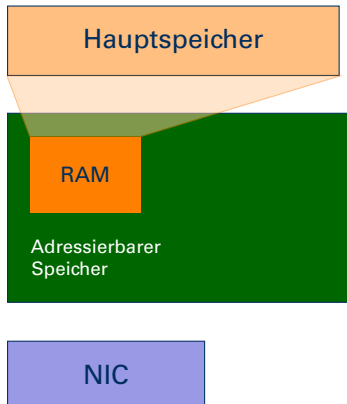 Hauptspeicher
RAM
Adressierbarer
Speicher
NIC